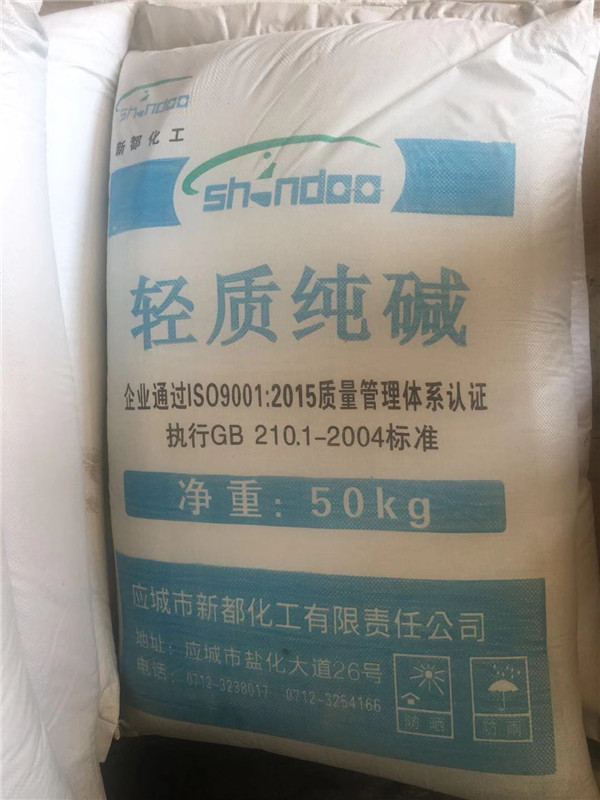 shindoo
新都化工
shindoo
轻质纯碱
企业通过ISO9001:2015质量管理体系认证
执行GB 210.1-2004标准
净重: 50kg
应城市新都化工有限责任公司
地址: 应城市盐化大道26号
电话: 0712-3238017 0712-3254166
防晒
防雨